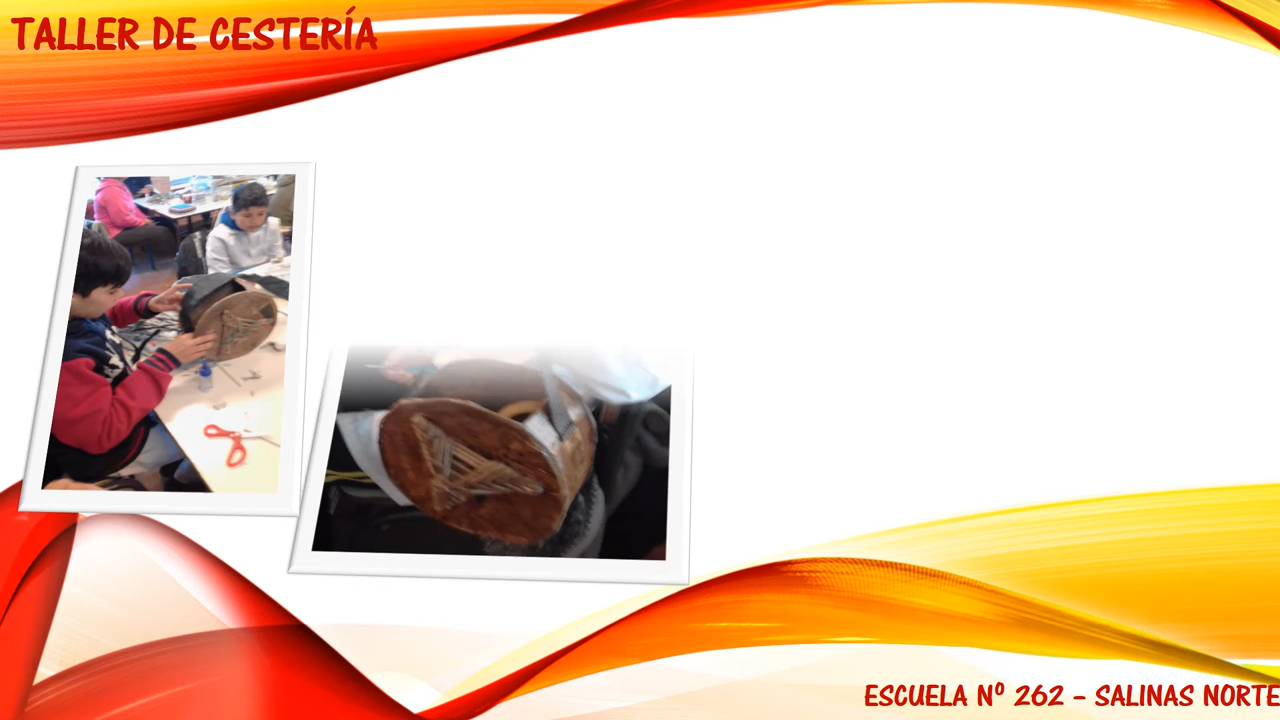 TALLER DE CESTERÍA
ESCUELA Nº 262 - SALINAS NORTE